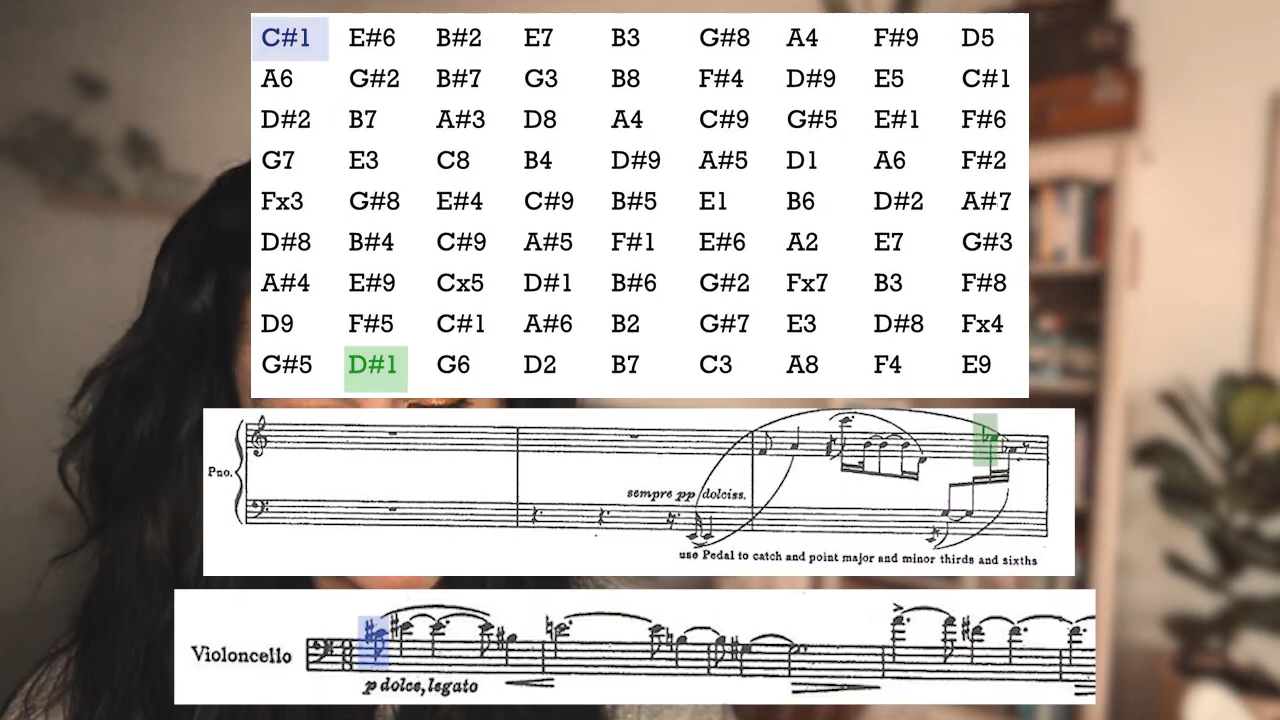 C#1 E#6 B#2 E7 B3 G#8 A4 F#9 D5
A6 G#2 B#7 G3 B8 F#4 D#9 E5 C#1
D#2 B7 A#3 D8 A4 C#9 G#5 E#1 F#6
G7 E3 C8 B4 D#9 A#5 D1 A6 F#2
Fx3 G#8 E#4 C#9 B#5 E1 B6 D#2 A#7
D#8 B#4 C#9 A#5 F#1 E#6 A2 E7 G#3
A#4 E#9 Cx5 D#1 B#6 G#2 Fx7 B3 F#8
D9 F#5 C#1 A#6 B2 G#7 E3 D#8 Fx4
G#5 D#1 G6 D2 B7 C3 A8 F4 E9
Pno.
sempre pp dolciss.
use Pedal to catch and point major and minor thirds and sixths
Violoncello
p dolce, legato